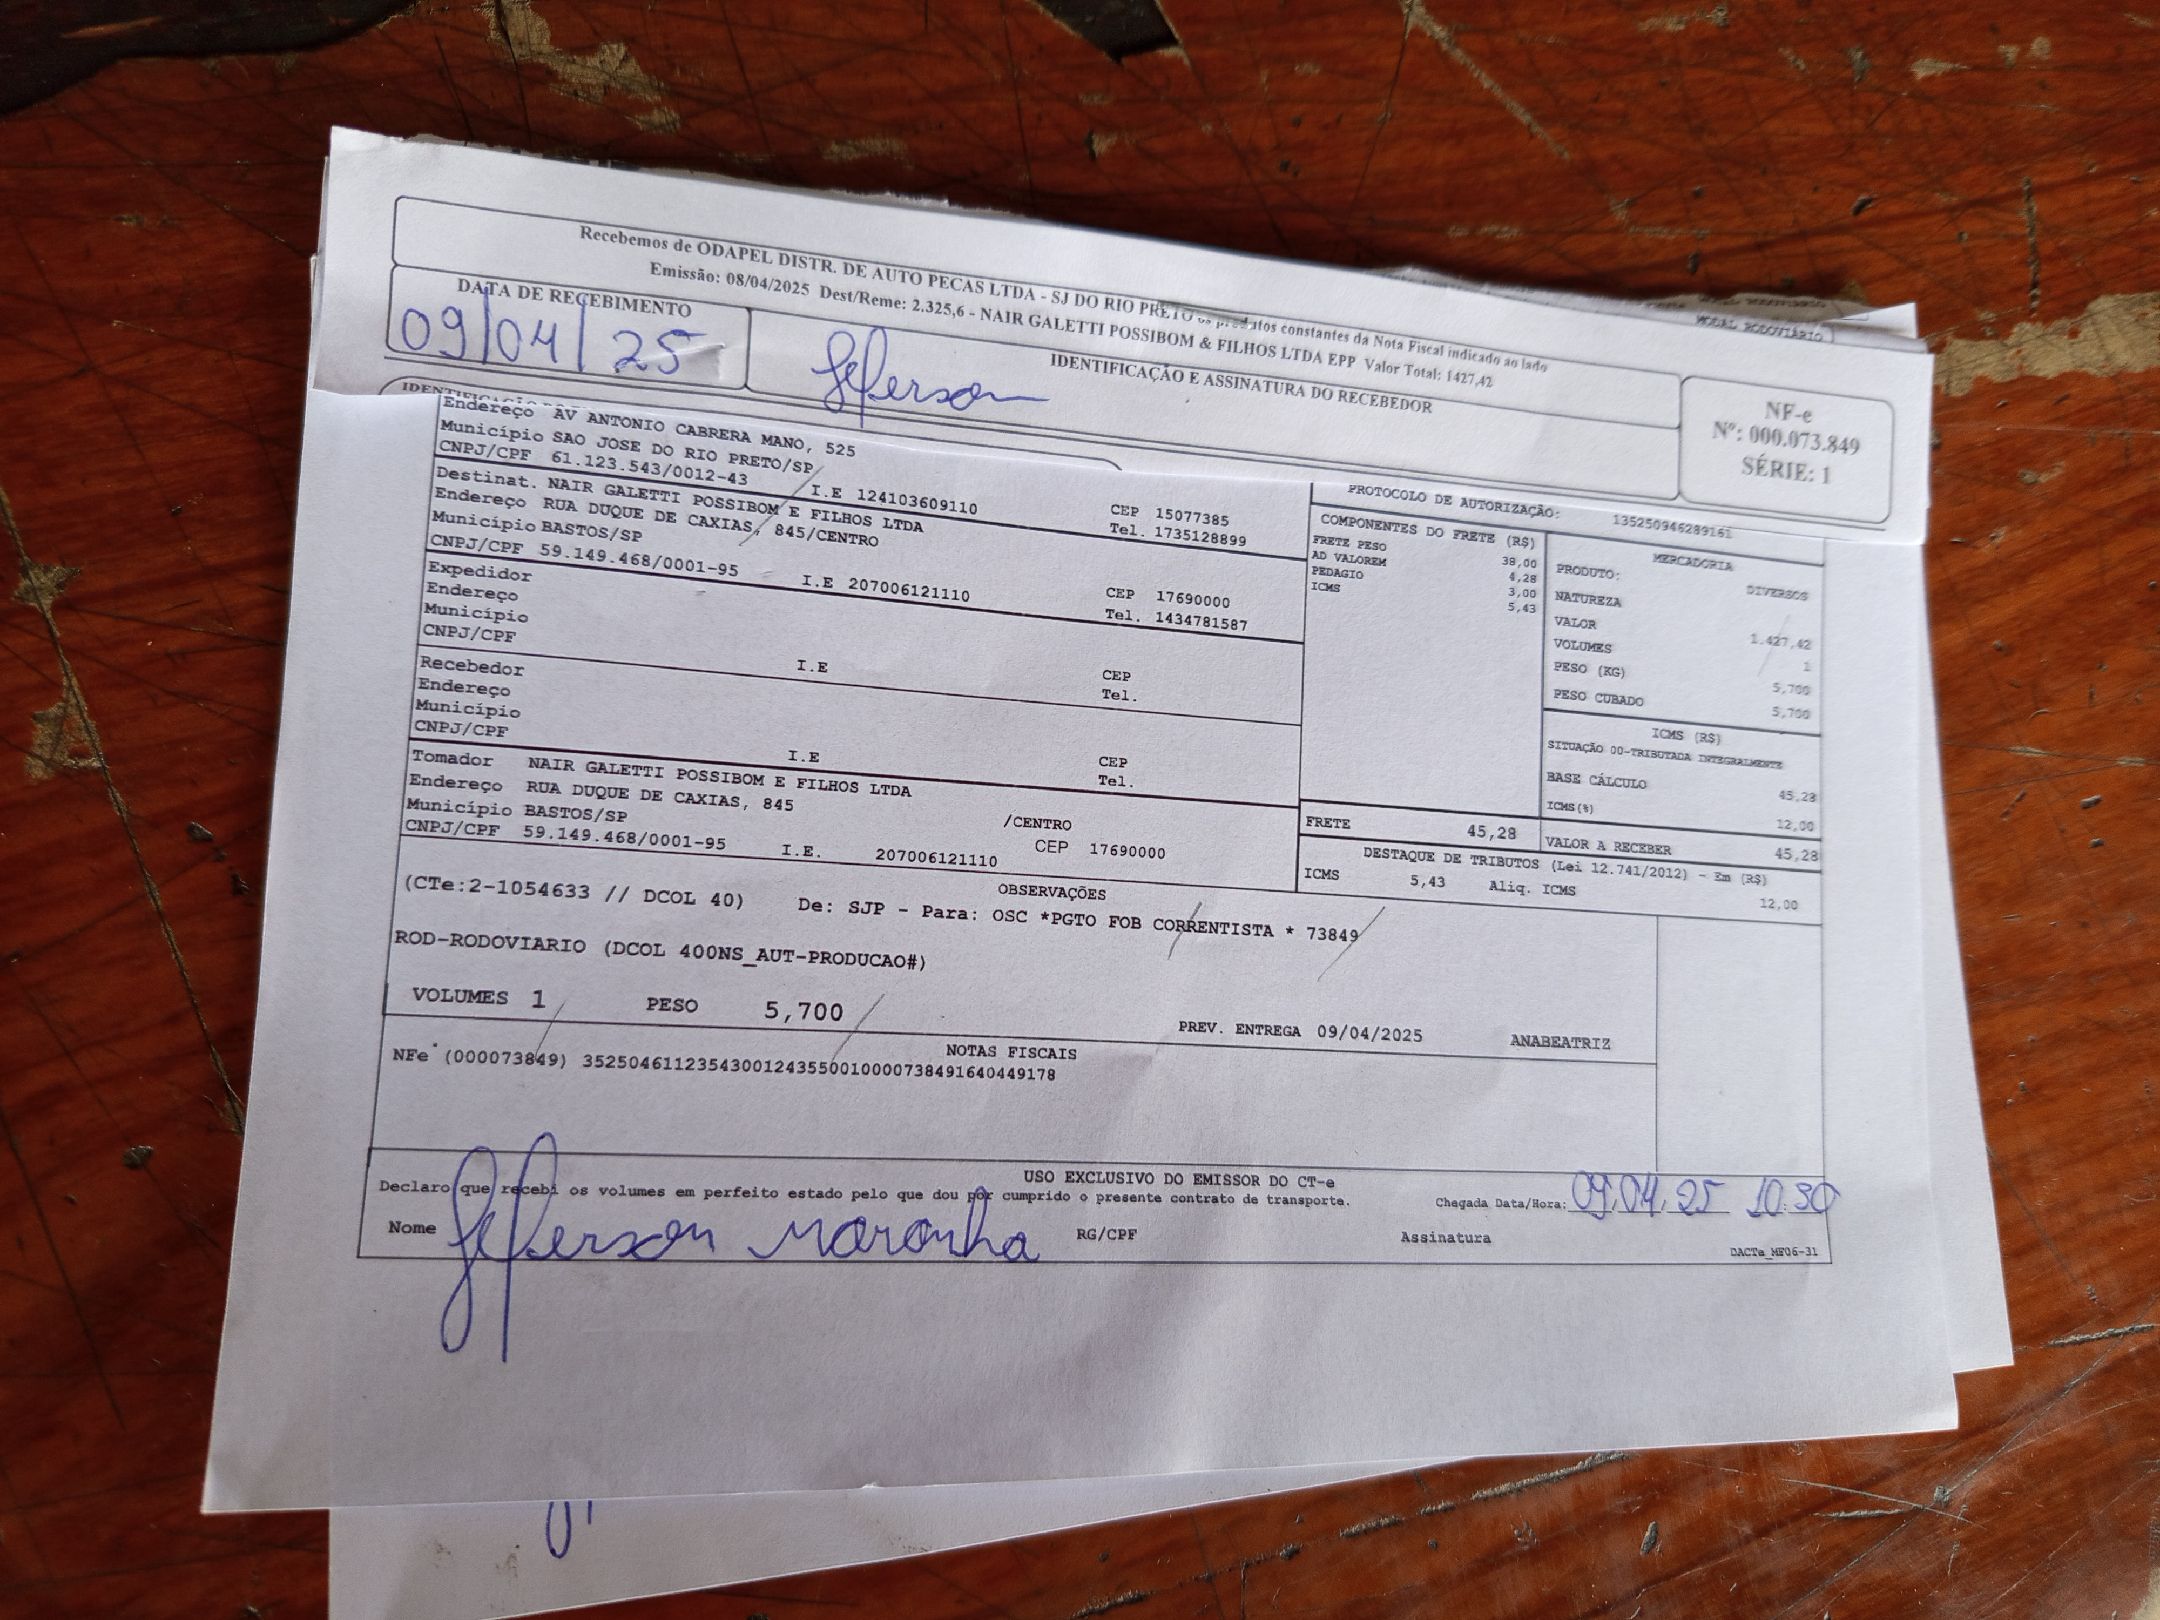 Recebemos de ODAPEL DISTR. DE AUTO PECAS LTDA - SJ DO RIO PRETO os produtos constantes da Nota Fiscal indicado ao lado
Emissão: 08/04/2025 Dest/Reme: 2.325,6 - NAIR GALETTI POSSIBOM & FILHOS LTDA EPP Valor Total: 1427,42
DATA DE RECEBIMENTO
09/04/25
IDENTIFICAÇÃO E ASSINATURA DO RECEBEDOR
Jeferson
NF-e
Nº: 000.073.849
SÉRIE: 1
MODAL RODOVIÁRIO
Endereço AV ANTONIO CABRERA MANO, 525
Município SAO JOSE DO RIO PRETO/SP
CNPJ/CPF 61.123.543/0012-43 I.E 124103609110
CEP 15077385
Tel. 1735128899
Destinat. NAIR GALETTI POSSIBOM E FILHOS LTDA
Endereço RUA DUQUE DE CAXIAS, 845/CENTRO
Município BASTOS/SP
CNPJ/CPF 59.149.468/0001-95 I.E 207006121110
CEP 17690000
Tel. 1434781587
Expedidor
Endereço
Município
CNPJ/CPF I.E CEP
Tel.
Recebedor
Endereço
Município
CNPJ/CPF I.E CEP
Tel.
Tomador NAIR GALETTI POSSIBOM E FILHOS LTDA
Endereço RUA DUQUE DE CAXIAS, 845 /CENTRO
Município BASTOS/SP CEP 17690000
CNPJ/CPF 59.149.468/0001-95 I.E. 207006121110
PROTOCOLO DE AUTORIZAÇÃO: 135250946289161
COMPONENTES DO FRETE (R$)
FRETE PESO 38,00
AD VALOREM 4,28
PEDAGIO 3,00
ICMS 5,43
MERCADORIA
PRODUTO: DIVERSOS
NATUREZA
VALOR 1.427,42
VOLUMES 1
PESO (KG) 5,700
PESO CUBADO 5,700
ICMS (R$)
SITUAÇÃO 00-TRIBUTADA INTEGRALMENTE
BASE CÁLCULO 45,28
ICMS(%) 12,00
FRETE 45,28
VALOR A RECEBER 45,28
DESTAQUE DE TRIBUTOS (Lei 12.741/2012) - Em (R$)
ICMS 5,43 Aliq. ICMS 12,00
OBSERVAÇÕES
(CTe:2-1054633 // DCOL 40) De: SJP - Para: OSC *PGTO FOB CORRENTISTA * 73849
ROD-RODOVIARIO (DCOL 400NS_AUT-PRODUCAO#)
VOLUMES 1 PESO 5,700 PREV. ENTREGA 09/04/2025 ANABEATRIZ
NOTAS FISCAIS
NFe (000073849) 35250461123543001243550010000738491640449178
USO EXCLUSIVO DO EMISSOR DO CT-e
Declaro que recebi os volumes em perfeito estado pelo que dou por cumprido o presente contrato de transporte.
Chegada Data/Hora: 09/04/25 10:30
Nome Jeferson Noronha RG/CPF Assinatura
DACTe_MF06-31